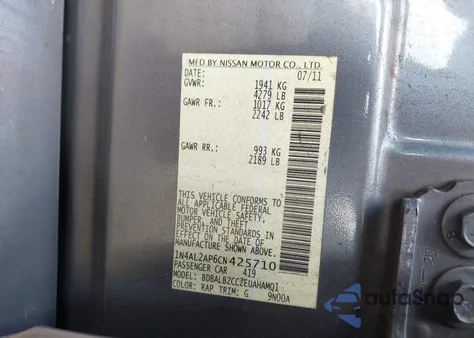 MFD BY NISSAN MOTOR CO., LTD.
DATE: 07/11
GVWR: 1941 KG
4279 LB
GAWR FR.: 1017 KG
2242 LB
GAWR RR.: 993 KG
2189 LB
THIS VEHICLE CONFORMS TO
ALL APPLICABLE FEDERAL
MOTOR VEHICLE SAFETY,
BUMPER, AND THEFT
PREVENTION STANDARDS
IN EFFECT ON THE DATE OF
MANUFACTURE SHOWN ABOVE.
1N4AL2AP6CN425710
PASSENGER CAR 419
MODEL: BDBALBZCCZEUAHAMQ1
COLOR: RAP TRIM: G 9N00A
AutoSnap